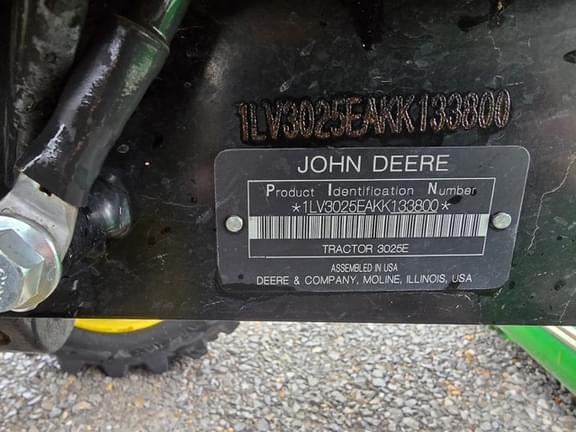 1LV3025EAKK133800
JOHN DEERE
Product Identification Number
*1LV3025EAKK133800*
TRACTOR 3025E
ASSEMBLED IN USA
DEERE & COMPANY, MOLINE, ILLINOIS, USA